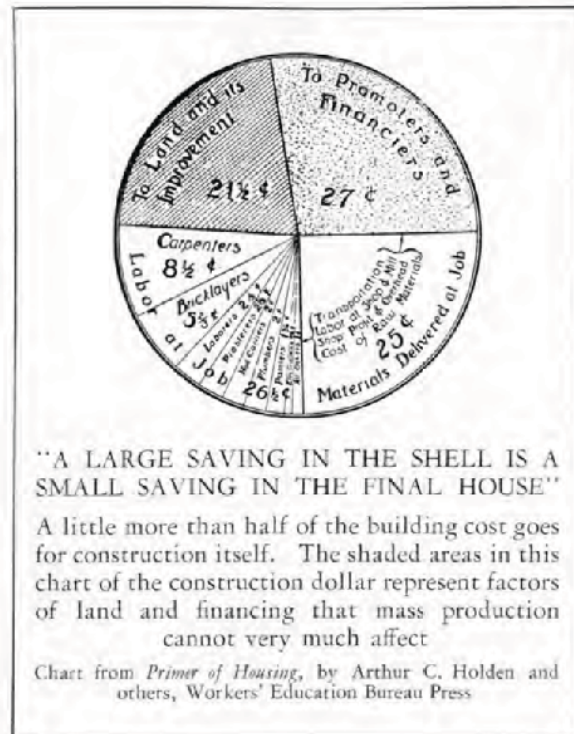 To Land and its
Improvement
21½ ¢
To Promoters and
Financiers
27 ¢
Carpenters
8½ ¢
Bricklayers
Laborers
Plasterers
Plumbers
Painters
Labor at Job
26½ ¢
Transportation
Labor at Shop & Mill
Shop Profit & Overhead
Cost of Raw Materials
25 ¢
Materials Delivered at Job
"A LARGE SAVING IN THE SHELL IS A
SMALL SAVING IN THE FINAL HOUSE"
A little more than half of the building cost goes
for construction itself. The shaded areas in this
chart of the construction dollar represent factors
of land and financing that mass production
cannot very much affect
Chart from Primer of Housing, by Arthur C. Holden and
others, Workers' Education Bureau Press